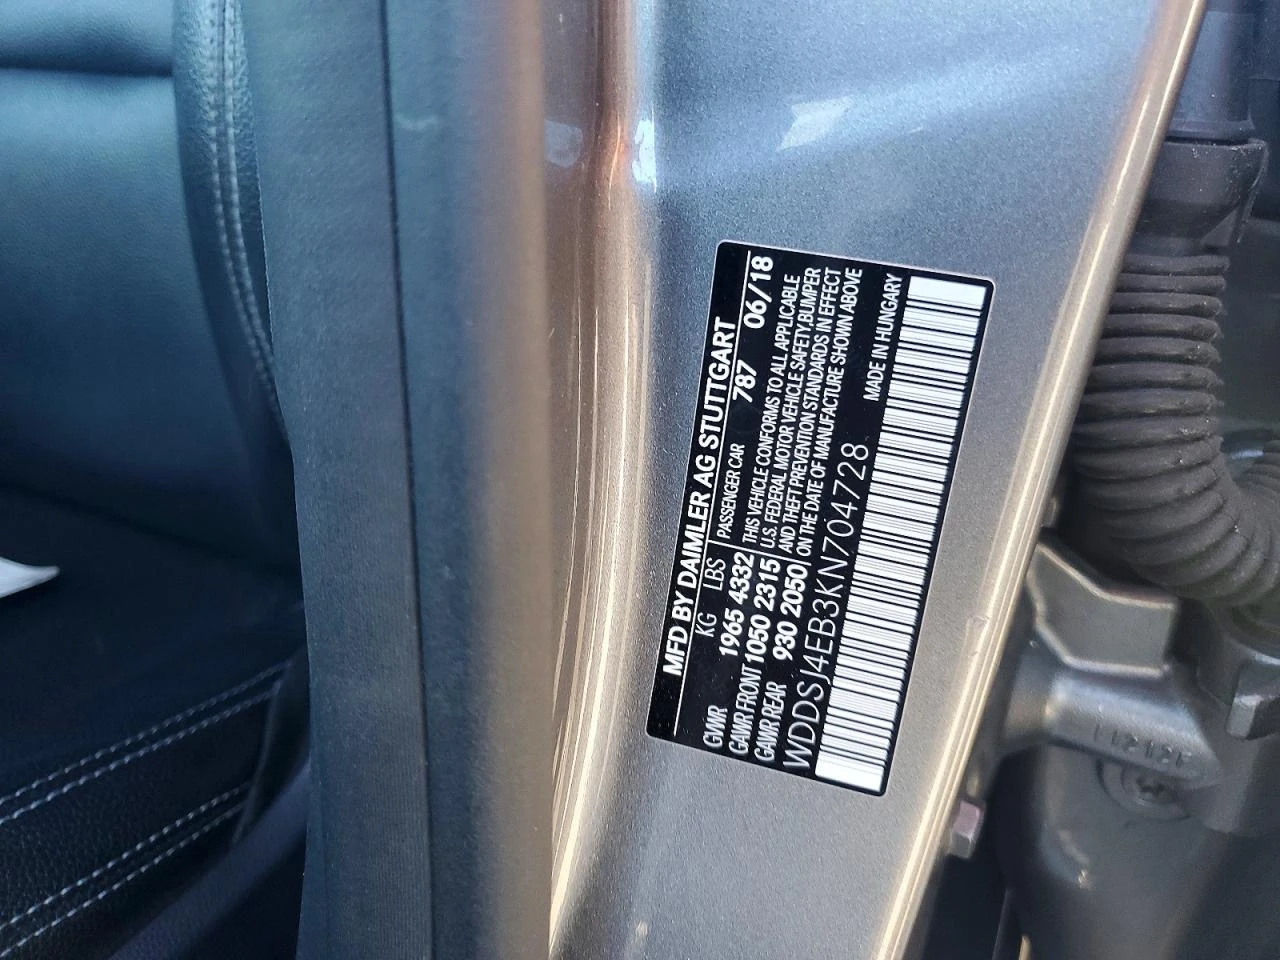 MFD BY DAIMLER AG STUTTGART
KG LBS PASSENGER CAR 787 06/18
GVWR 1965 4332 THIS VEHICLE CONFORMS TO ALL APPLICABLE
GAWR FRONT 1050 2315 U.S. FEDERAL MOTOR VEHICLE SAFETY,BUMPER
GAWR REAR 930 2050 AND THEFT PREVENTION STANDARDS IN EFFECT
ON THE DATE OF MANUFACTURE SHOWN ABOVE
WDDSJ4EB3KN704728 MADE IN HUNGARY